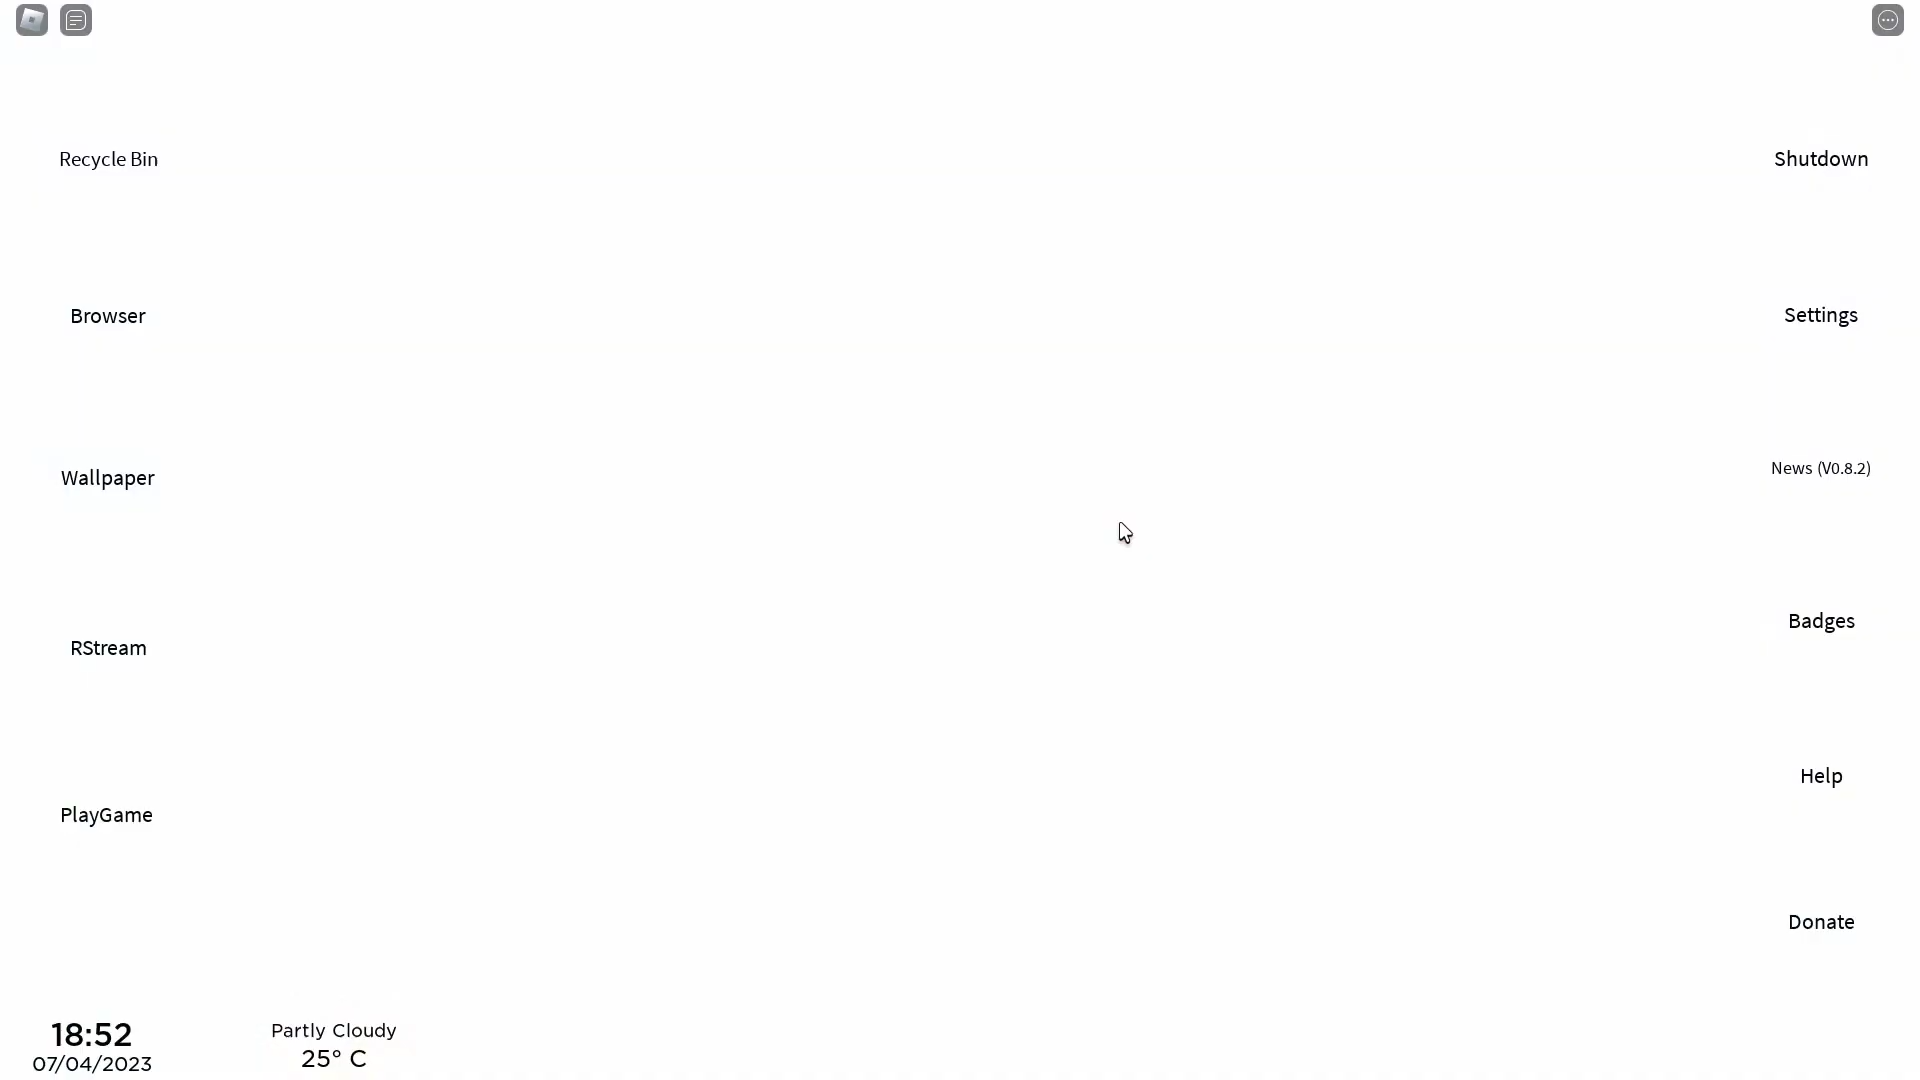 Recycle Bin
Shutdown
Browser
Settings
Wallpaper
News (V0.8.2)
RStream
Badges
PlayGame
Help
Donate
18:52
07/04/2023
Partly Cloudy
25° C